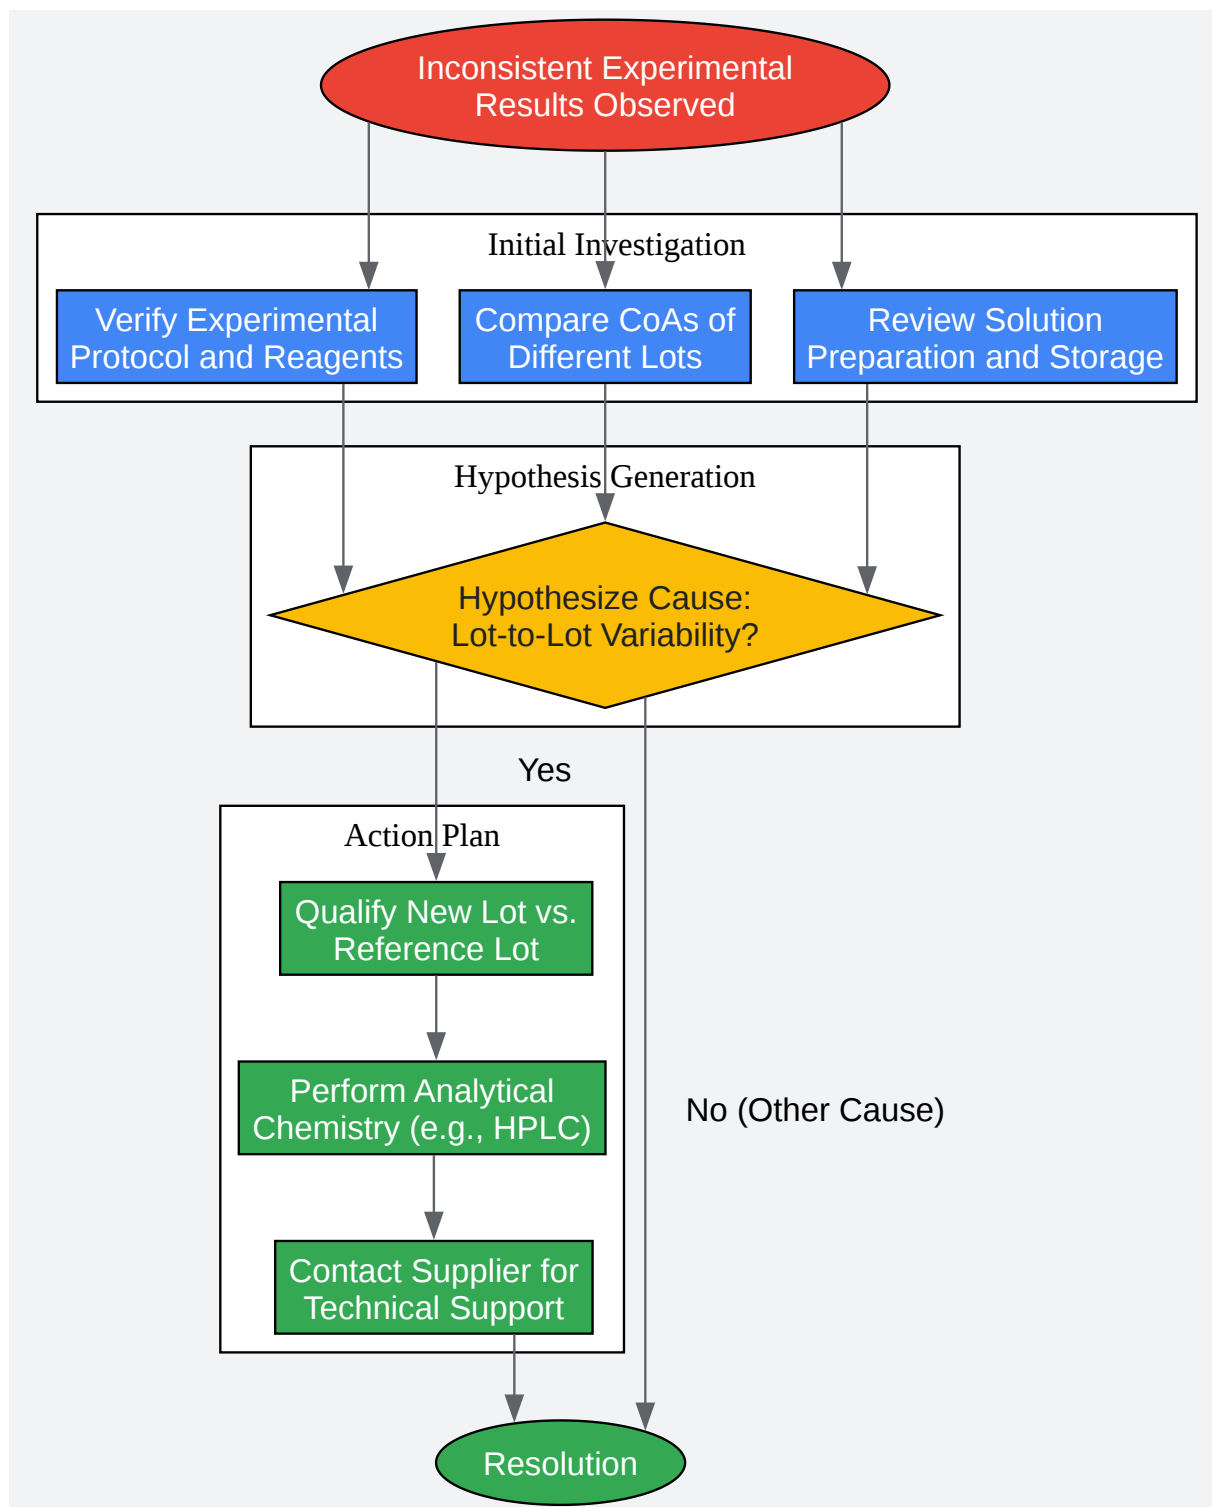 Inconsistent Experimental
Results Observed
Initial Investigation
Verify Experimental
Protocol and Reagents
Compare CoAs of
Different Lots
Review Solution
Preparation and Storage
Hypothesis Generation
Hypothesize Cause:
Lot-to-Lot Variability?
Yes
Action Plan
Qualify New Lot vs.
Reference Lot
Perform Analytical
Chemistry (e.g., HPLC)
No (Other Cause)
Contact Supplier for
Technical Support
Resolution